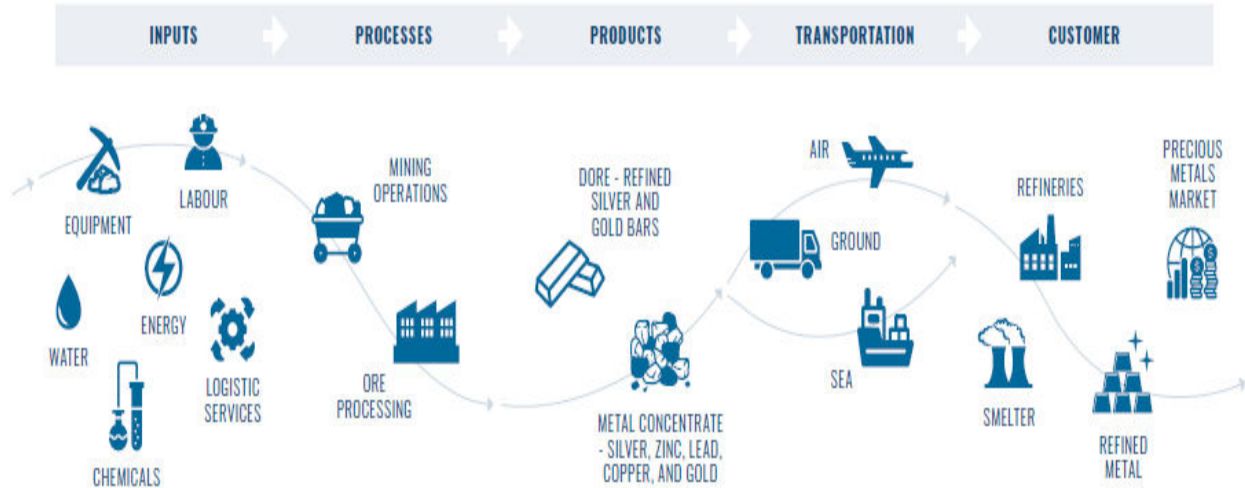 INPUTS
PROCESSES
PRODUCTS
TRANSPORTATION
CUSTOMER
EQUIPMENT
LABOUR
WATER
ENERGY
LOGISTIC
SERVICES
CHEMICALS
MINING
OPERATIONS
ORE
PROCESSING
DORE - REFINED
SILVER AND
GOLD BARS
METAL CONCENTRATE
- SILVER, ZINC, LEAD,
COPPER, AND GOLD
AIR
GROUND
SEA
REFINERIES
SMELTER
REFINED
METAL
PRECIOUS
METALS
MARKET